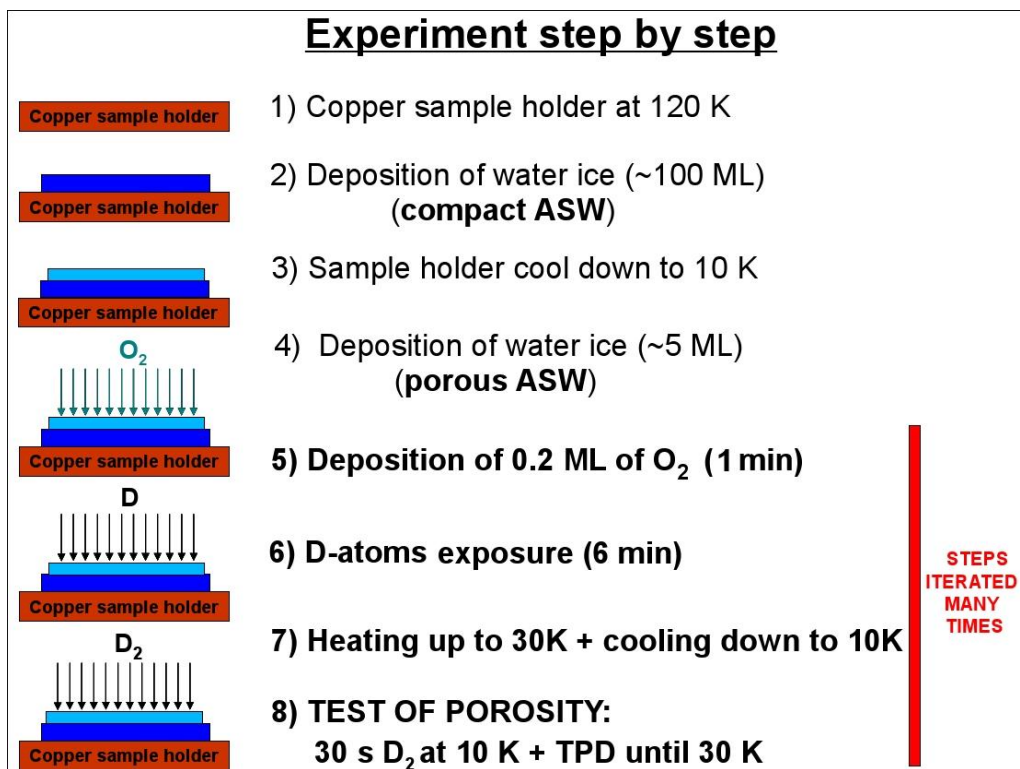 Experiment step by step
Copper sample holder
1) Copper sample holder at 120 K
2) Deposition of water ice (~100 ML)
(compact ASW)
Copper sample holder
3) Sample holder cool down to 10 K
Copper sample holder
4) Deposition of water ice (~5 ML)
(porous ASW)
O₂
Copper sample holder
5) Deposition of 0.2 ML of O₂ (1 min)
D
6) D-atoms exposure (6 min)
Copper sample holder
7) Heating up to 30K + cooling down to 10K
D₂
8) TEST OF POROSITY:
30 s D₂ at 10 K + TPD until 30 K
Copper sample holder
STEPS
ITERATED
MANY
TIMES